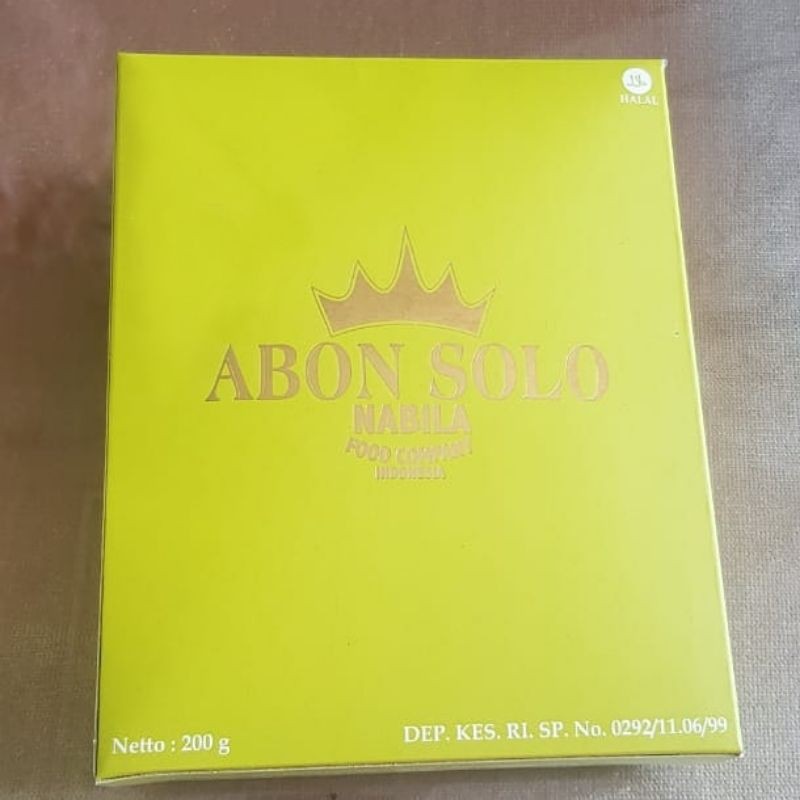 HALAL
ABON SOLO
NABILA
FOOD COMPANY
INDONESIA
Netto : 200 g
DEP. KES. RI. SP. No. 0292/11.06/99